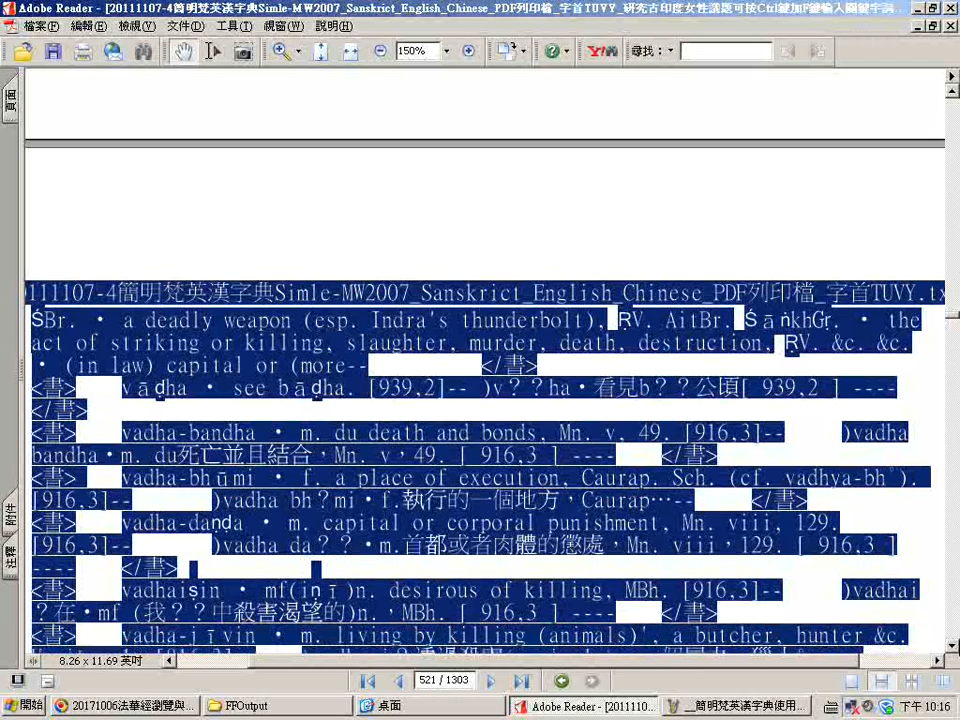 Adobe Reader - [20111107-4簡明梵英漢字典Simle-MW2007_Sanskrict_English_Chinese_PDF列印檔_字首TUVY_研究古印度女性議題可按Ctrl鍵加F鍵輸入關鍵字詞...
檔案(F) 編輯(E) 檢視(V) 文件(D) 工具(T) 視窗(W) 說明(H)
150% Y! 尋找:
頁面
附件
註釋
111107-4簡明梵英漢字典Simle-MW2007_Sanskrict_English_Chinese_PDF列印檔_字首TUVY.tx
ŚBr. · a deadly weapon (esp. Indra's thunderbolt), ṚV. AitBr. ŚāṅkhGṛ. · the
act of striking or killing, slaughter, murder, death, destruction, ṚV. &c. &c.
· (in law) capital or (more-- </書>
<書> vāḍha · see bāḍha. [939,2]-- )v??ha·看見b??公頃[ 939,2 ] ----
</書>
<書> vadha-bandha · m. du death and bonds, Mn. v, 49. [916,3]-- )vadha
bandha·m. du死亡並且結合,Mn. v,49. [ 916,3 ] ---- </書>
<書> vadha-bhūmi · f. a place of execution, Caurap. Sch. (cf. vadhya-bh°).
[916,3]-- )vadha bh?mi·f.執行的一個地方,Caurap…-- </書>
<書> vadha-daṇḍa · m. capital or corporal punishment, Mn. viii, 129.
[916,3]-- )vadha da??·m.首都或者肉體的懲處,Mn. viii,129. [ 916,3 ]
---- </書>
<書> vadhaiṣin · mf(iṇī)n. desirous of killing, MBh. [916,3]-- )vadhai
?在·mf (我??中殺害渴望的)n. ,MBh. [ 916,3 ] ---- </書>
<書> vadha-jīvin · m. living by killing (animals)', a butcher, hunter &c.
8.26 x 11.69 英吋
521 / 1303
開始 20171006法華經瀏覽與... FFOutput 桌面 Adobe Reader - [2011110... __簡明梵英漢字典使用... 下午 10:16